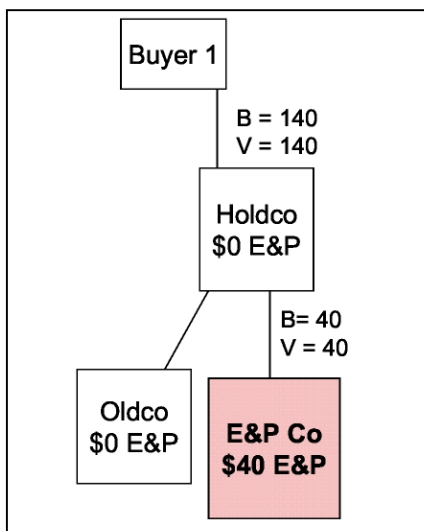 Buyer 1
B = 140
V = 140
Holdco
$0 E&P
B= 40
V = 40
Oldco
$0 E&P
E&P Co
$40 E&P